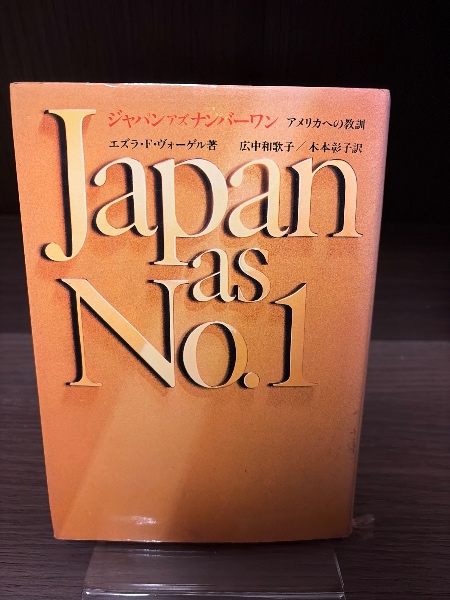 ジャパンアズナンバーワン アメリカへの教訓
エズラ・F・ヴォーゲル著 広中和歌子/木本彰子訳
Japan
as
No.1